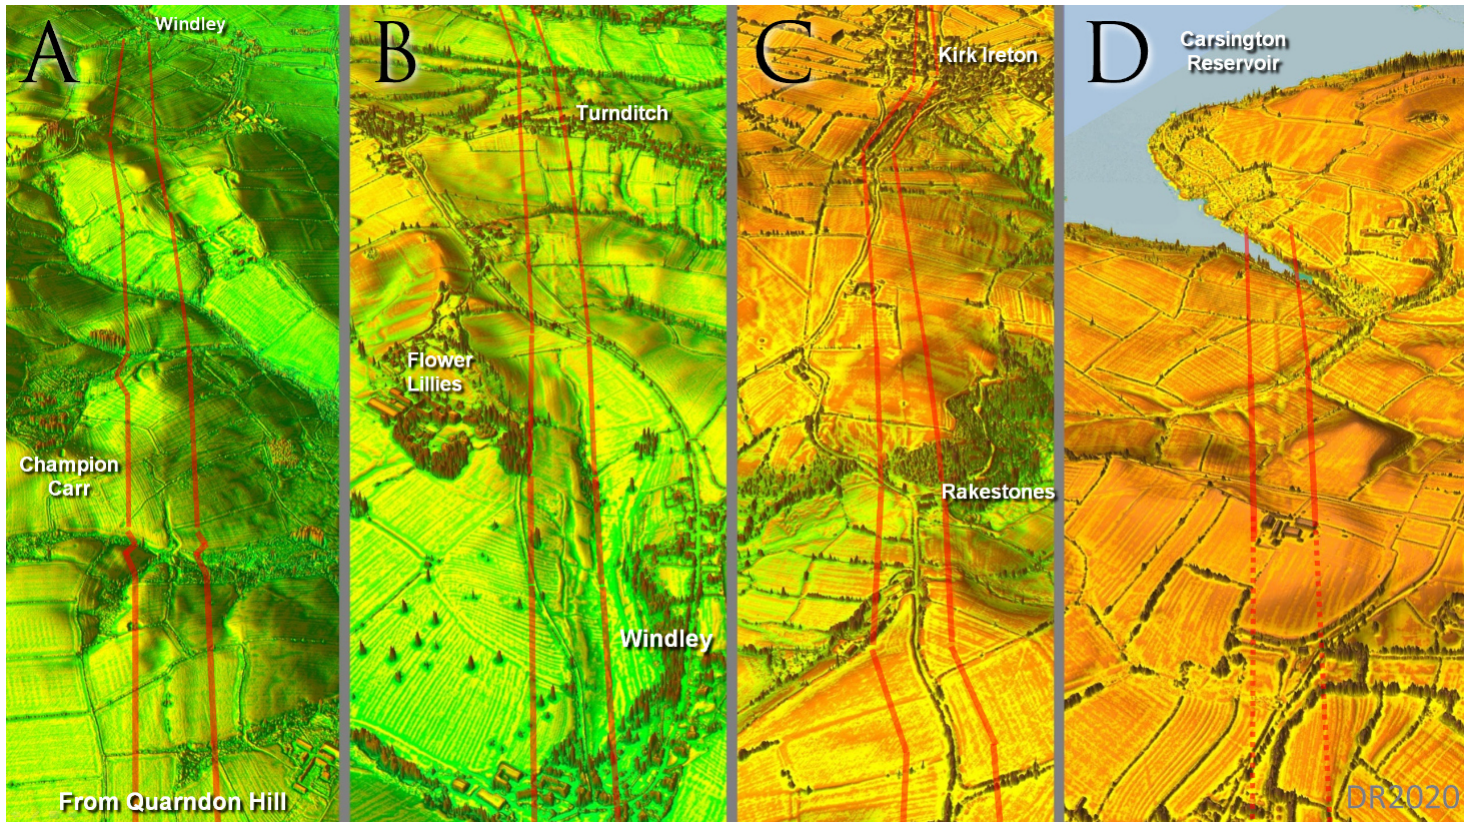 A
Windley
Champion
Carr
From Quarndon Hill
B
Turnditch
Flower
Lillies
Windley
C
Kirk Ireton
Rakestones
D
Carsington
Reservoir
DR2020